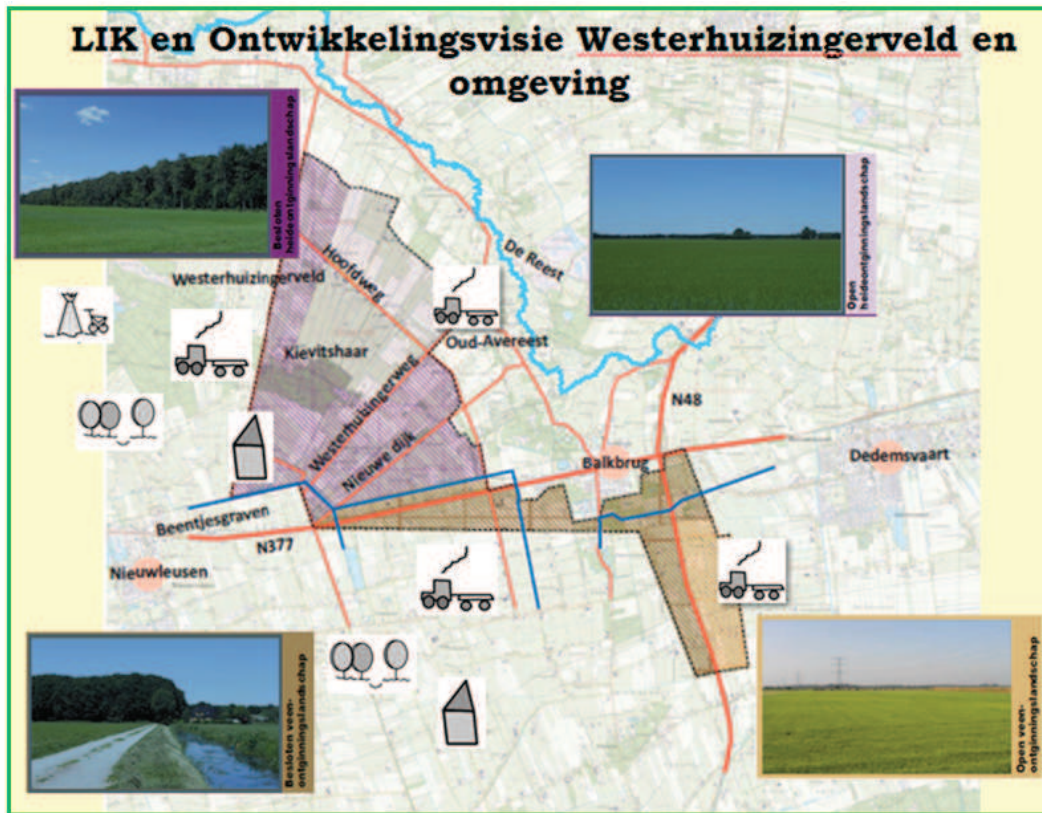 LIK en Ontwikkelingsvisie Westerhuizingerveld en
omgeving
Besloten
heideontginningslandschap
Open
heideontginningslandschap
De Reest
Hoofdweg
Westerhuizingerveld
Oud-Avereest
Kievitshaar
Westerhuizingerweg
N48
Nieuwe dijk
Balkbrug
Dedemsvaart
Beentjesgraven
N377
Nieuwleusen
Besloten veen-
ontginningslandschap
Open veen-
ontginningslandschap